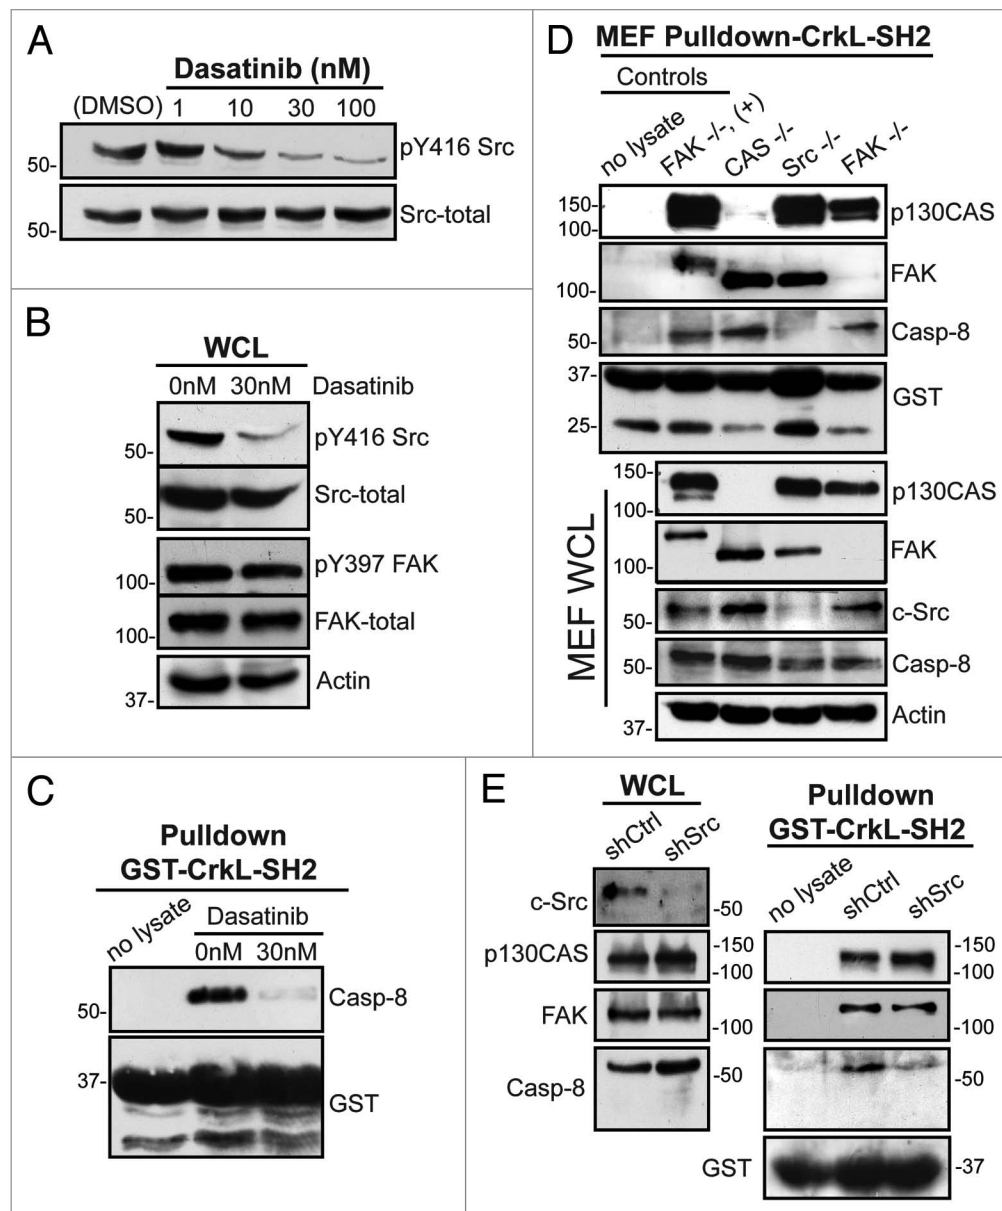 A
Dasatinib (nM)
(DMSO) 1 10 30 100
50- pY416 Src
50- Src-total
B
WCL
0nM 30nM Dasatinib
50- pY416 Src
50- Src-total
100- pY397 FAK
100- FAK-total
37- Actin
C
Pulldown
GST-CrkL-SH2
no lysate
Dasatinib
0nM 30nM
50- Casp-8
37- GST
D
MEF Pulldown-CrkL-SH2
Controls
no lysate FAK -/-, (+) CAS -/- Src -/- FAK -/-
150- p130CAS
100-
100- FAK
50- Casp-8
37- GST
25-
MEF WCL
150- p130CAS
100-
100- FAK
50- c-Src
50- Casp-8
37- Actin
E
WCL
shCtrl shSrc
c-Src -50
p130CAS -150
-100
FAK -100
Casp-8 -50
Pulldown
GST-CrkL-SH2
no lysate shCtrl shSrc
-150
-100
-100
-50
GST -37